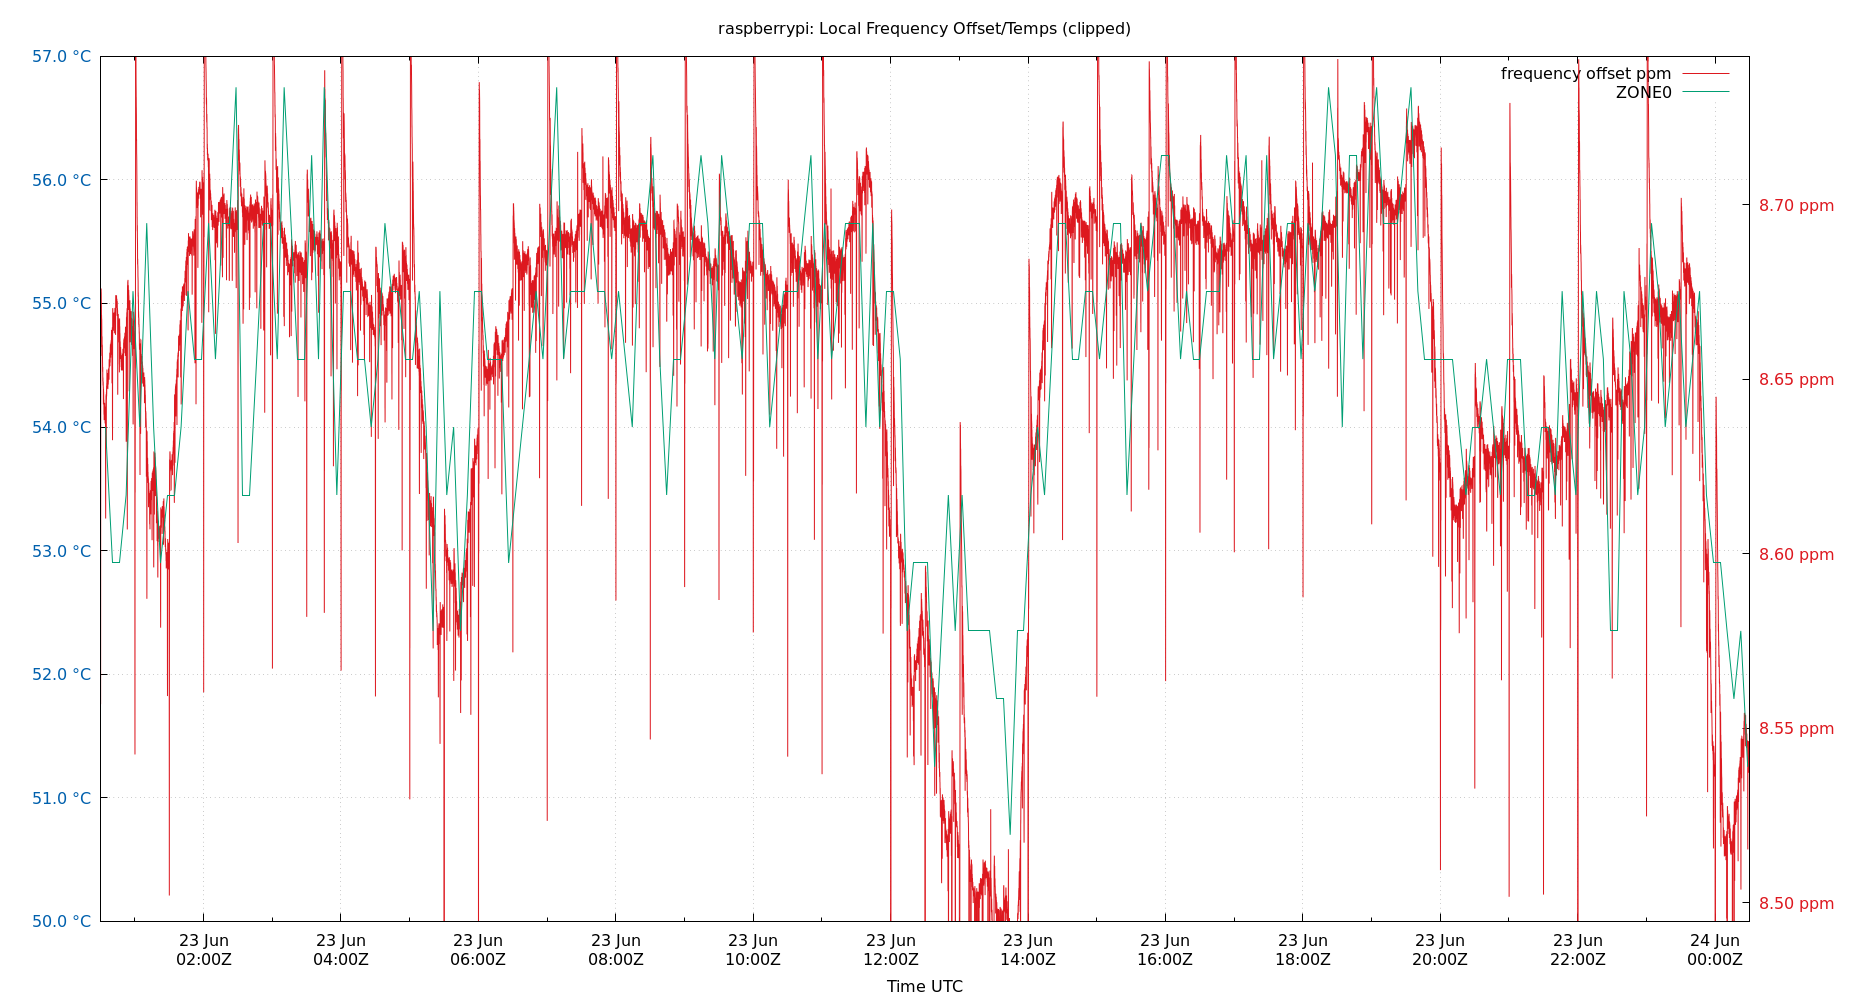 raspberrypi: Local Frequency Offset/Temps (clipped)
frequency offset ppm
ZONE0
57.0 °C
56.0 °C
55.0 °C
54.0 °C
53.0 °C
52.0 °C
51.0 °C
50.0 °C
8.70 ppm
8.65 ppm
8.60 ppm
8.55 ppm
8.50 ppm
23 Jun 23 Jun 23 Jun 23 Jun 23 Jun 23 Jun 23 Jun 23 Jun 23 Jun 23 Jun 23 Jun 24 Jun
02:00Z 04:00Z 06:00Z 08:00Z 10:00Z 12:00Z 14:00Z 16:00Z 18:00Z 20:00Z 22:00Z 00:00Z
Time UTC